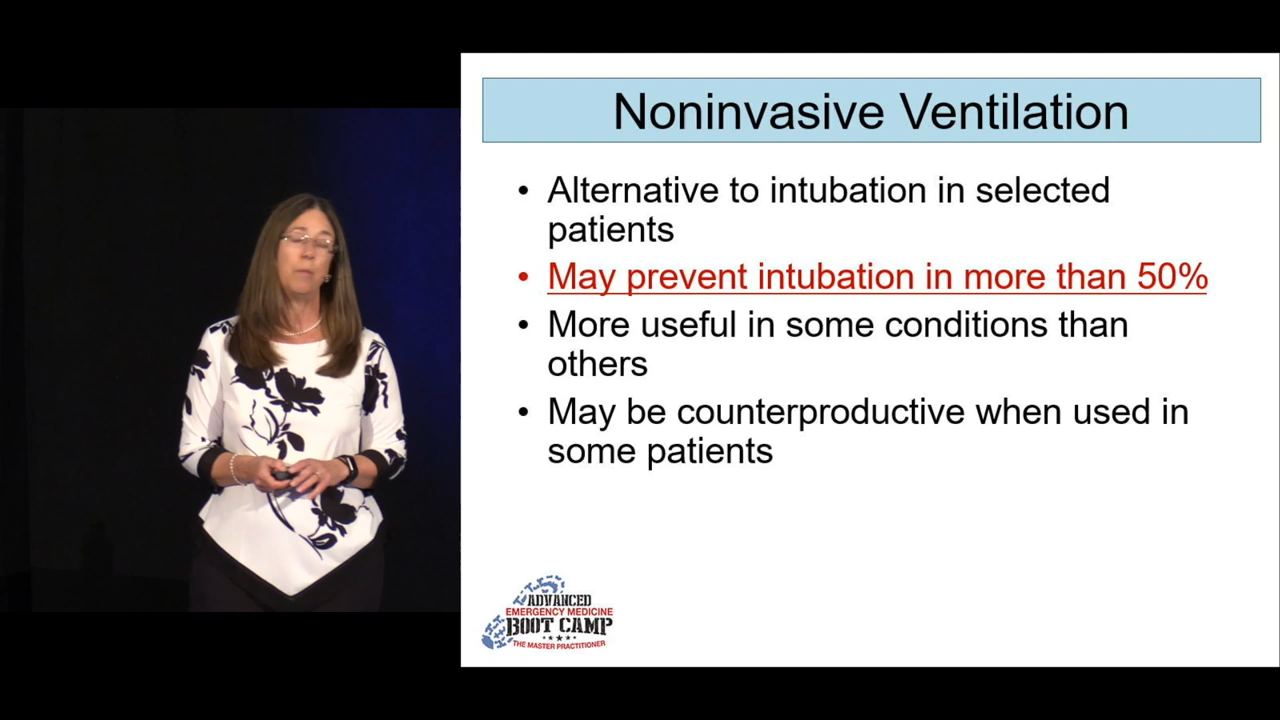 Noninvasive Ventilation
• Alternative to intubation in selected
patients
• May prevent intubation in more than 50%
• More useful in some conditions than
others
• May be counterproductive when used in
some patients
ADVANCED
EMERGENCY MEDICINE
BOOT CAMP
THE MASTER PRACTITIONER